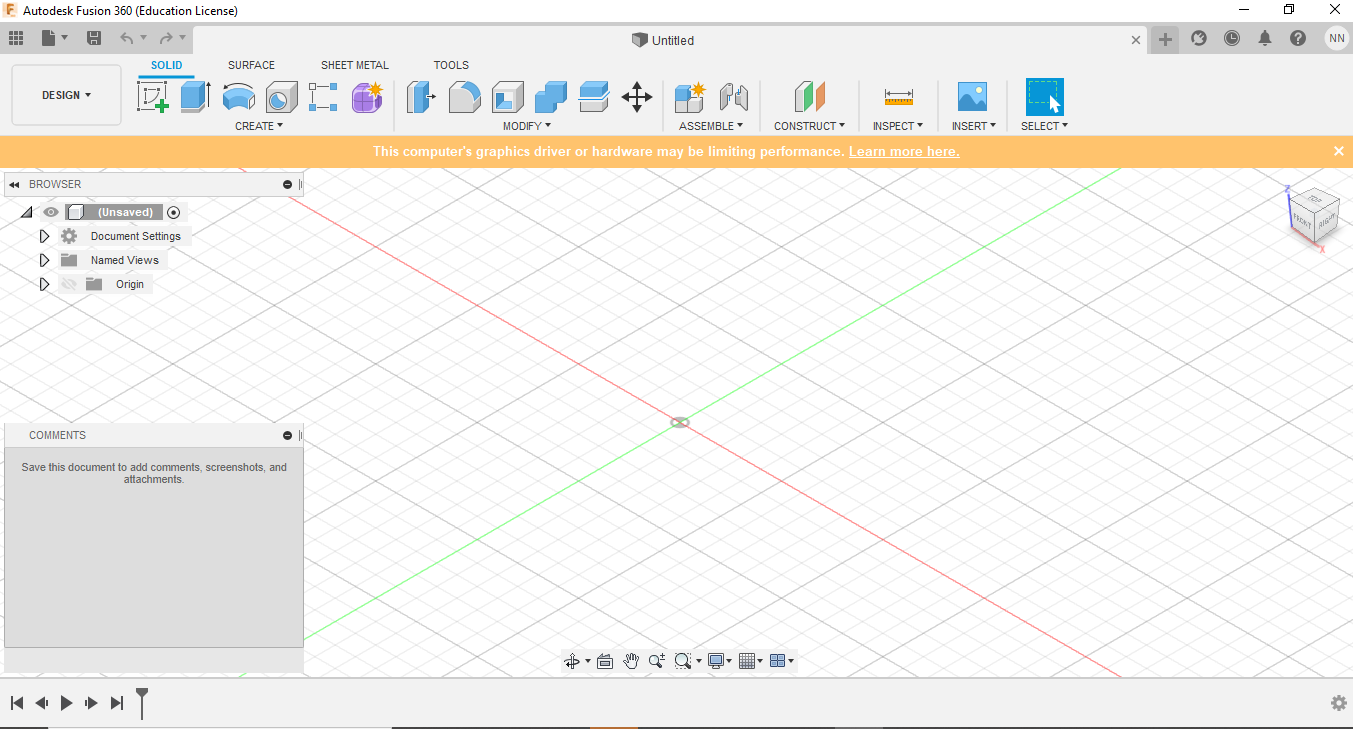 Autodesk Fusion 360 (Education License)
Untitled
NN
SOLID SURFACE SHEET METAL TOOLS
DESIGN
CREATE MODIFY ASSEMBLE CONSTRUCT INSPECT INSERT SELECT
This computer's graphics driver or hardware may be limiting performance. Learn more here.
BROWSER
(Unsaved)
Document Settings
Named Views
Origin
Z
TOP
FRONT
RIGHT
X
COMMENTS
Save this document to add comments, screenshots, and
attachments.